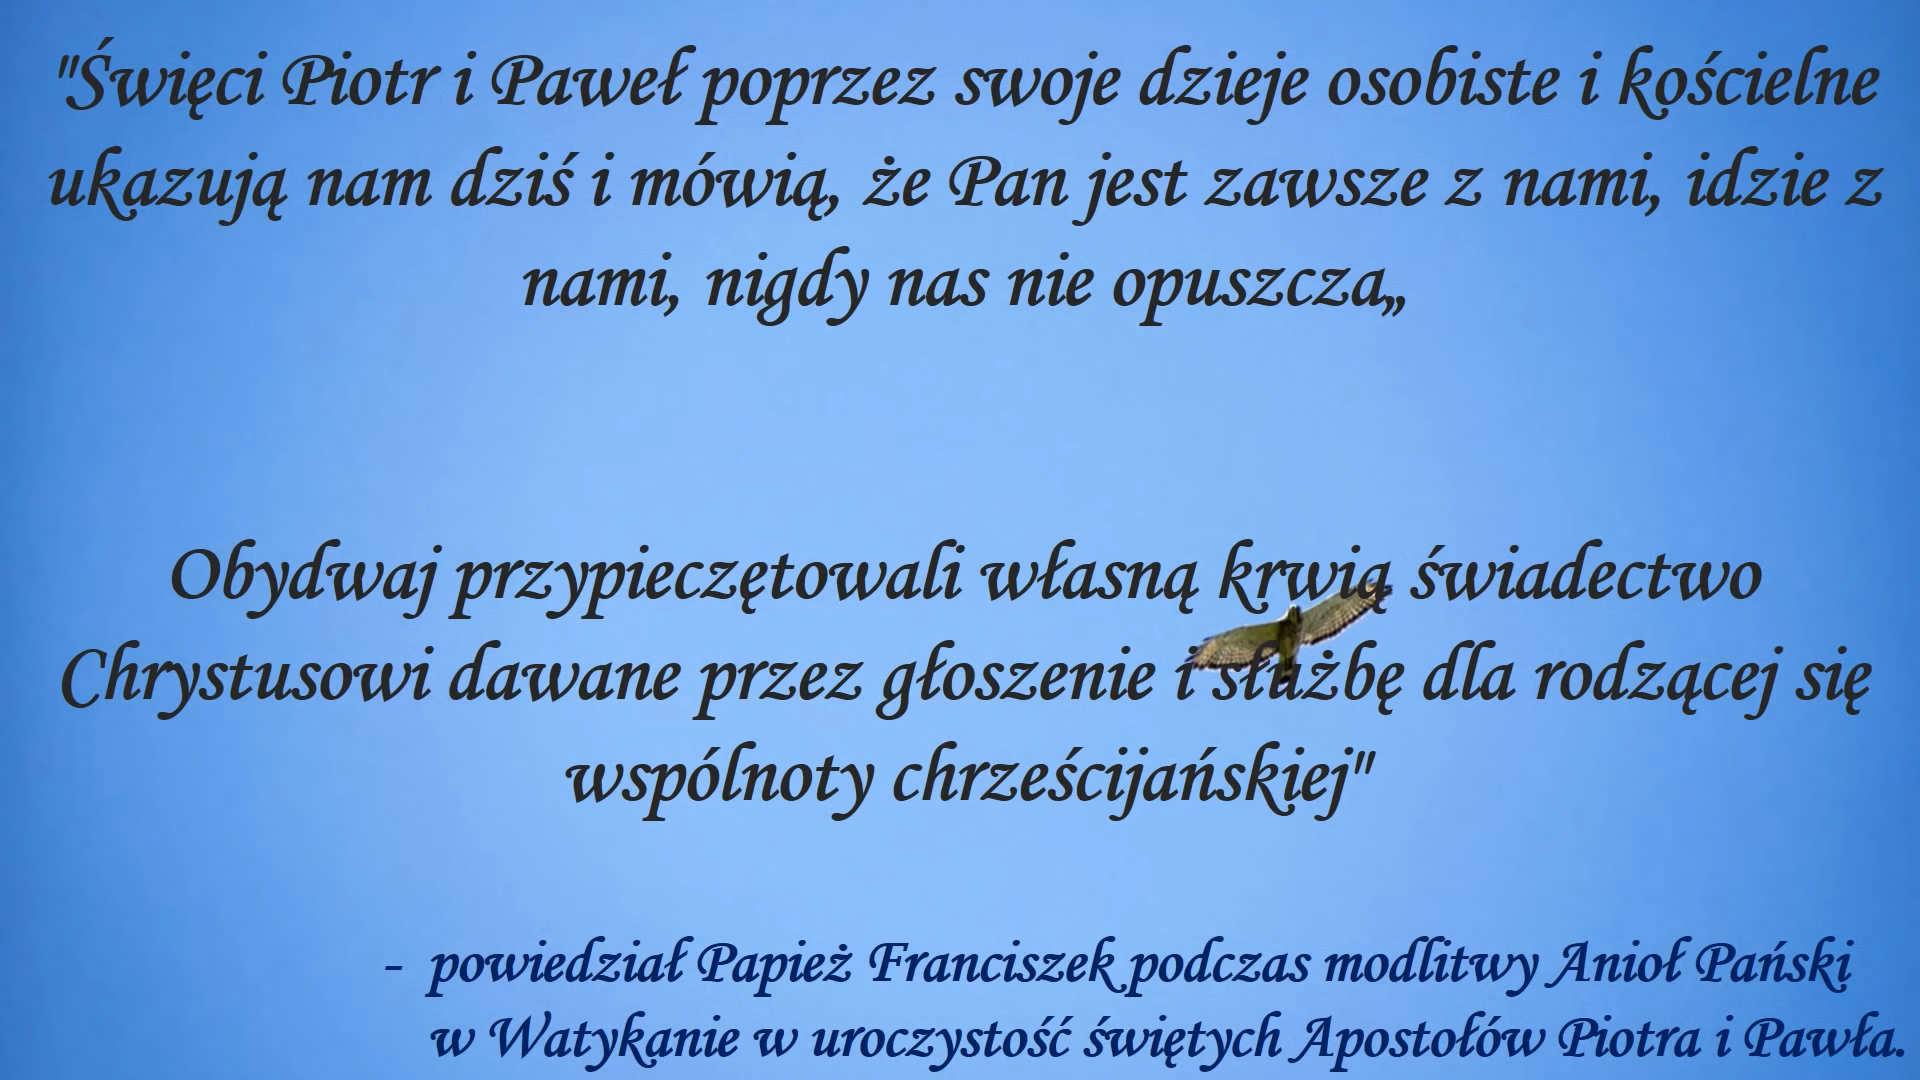 "Święci Piotr i Paweł poprzez swoje dzieje osobiste i kościelne
ukazują nam dziś i mówią, że Pan jest zawsze z nami, idzie z
nami, nigdy nas nie opuszcza„
Obydwaj przypieczętowali własną krwią świadectwo
Chrystusowi dawane przez głoszenie i służbę dla rodzącej się
wspólnoty chrześcijańskiej"
- powiedział Papież Franciszek podczas modlitwy Anioł Pański
w Watykanie w uroczystość świętych Apostołów Piotra i Pawła.